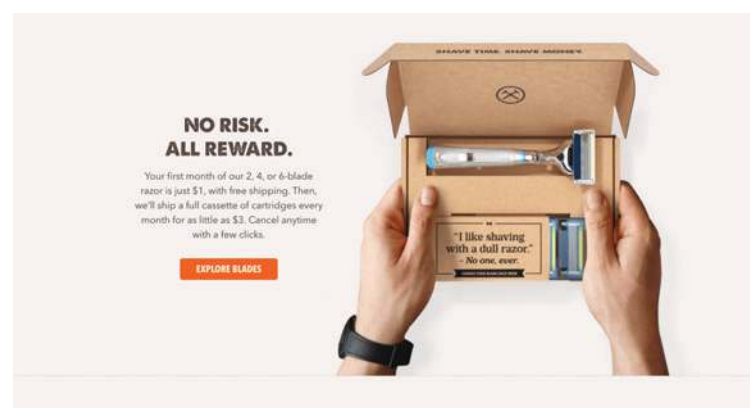 NO RISK.
ALL REWARD.
Your first month of our 2, 4, or 6-blade
razor is just $1, with free shipping. Then,
we'll ship a full cassette of cartridges every
month for as little as $3. Cancel anytime
with a few clicks.
EXPLORE BLADES
SHAVE TIME. SHAVE MONEY.
"I like shaving
with a dull razor."
– No one, ever.